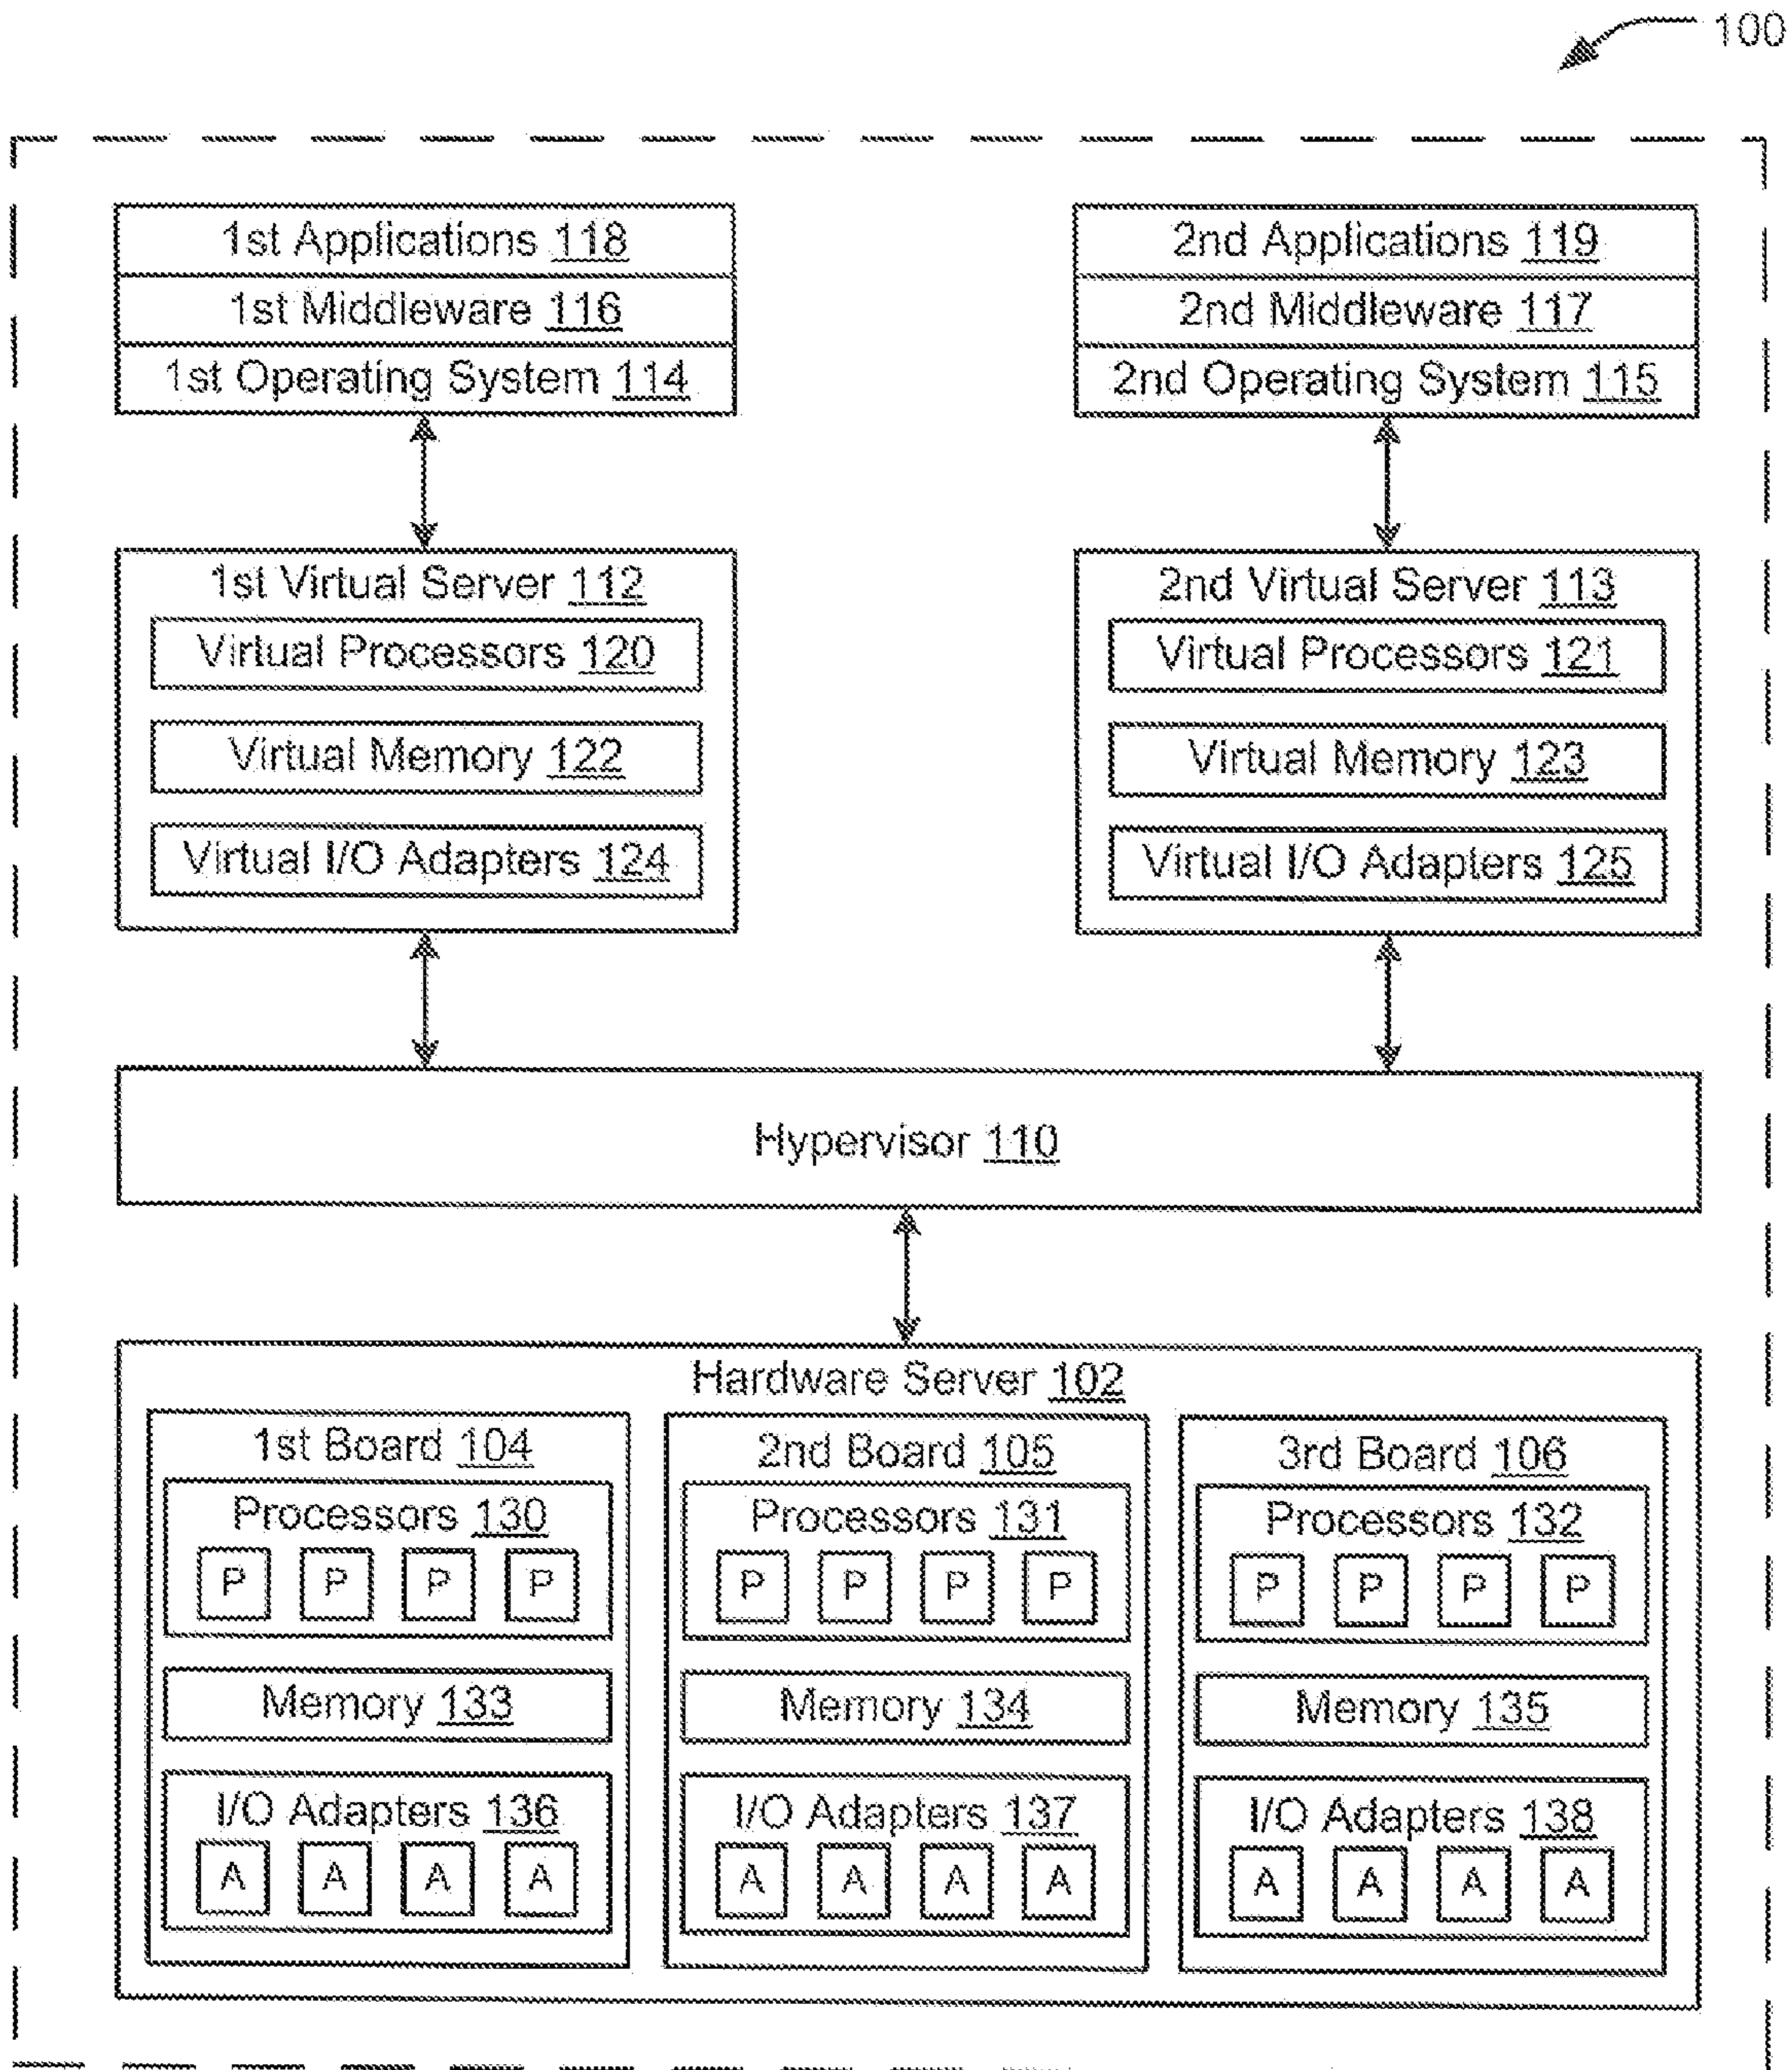 100
1st Applications 118
1st Middleware 116
1st Operating System 114
2nd Applications 119
2nd Middleware 117
2nd Operating System 115
1st Virtual Server 112
Virtual Processors 120
Virtual Memory 122
Virtual I/O Adapters 124
2nd Virtual Server 113
Virtual Processors 121
Virtual Memory 123
Virtual I/O Adapters 125
Hypervisor 110
Hardware Server 102
1st Board 104
Processors 130
P P P P
Memory 133
I/O Adapters 136
A A A A
2nd Board 105
Processors 131
P P P P
Memory 134
I/O Adapters 137
A A A A
3rd Board 106
Processors 132
P P P P
Memory 135
I/O Adapters 138
A A A A